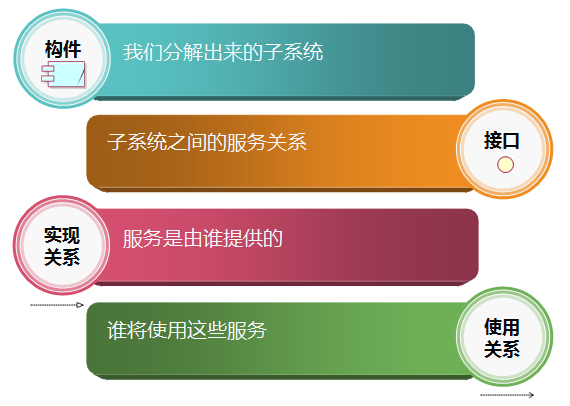 构件
我们分解出来的子系统
子系统之间的服务关系
接口
实现
关系
服务是由谁提供的
谁将使用这些服务
使用
关系